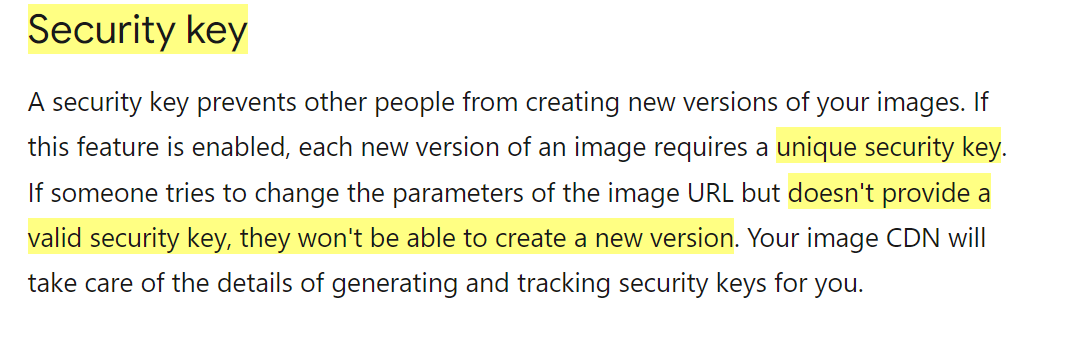 Security key
A security key prevents other people from creating new versions of your images. If
this feature is enabled, each new version of an image requires a unique security key.
If someone tries to change the parameters of the image URL but doesn't provide a
valid security key, they won't be able to create a new version. Your image CDN will
take care of the details of generating and tracking security keys for you.